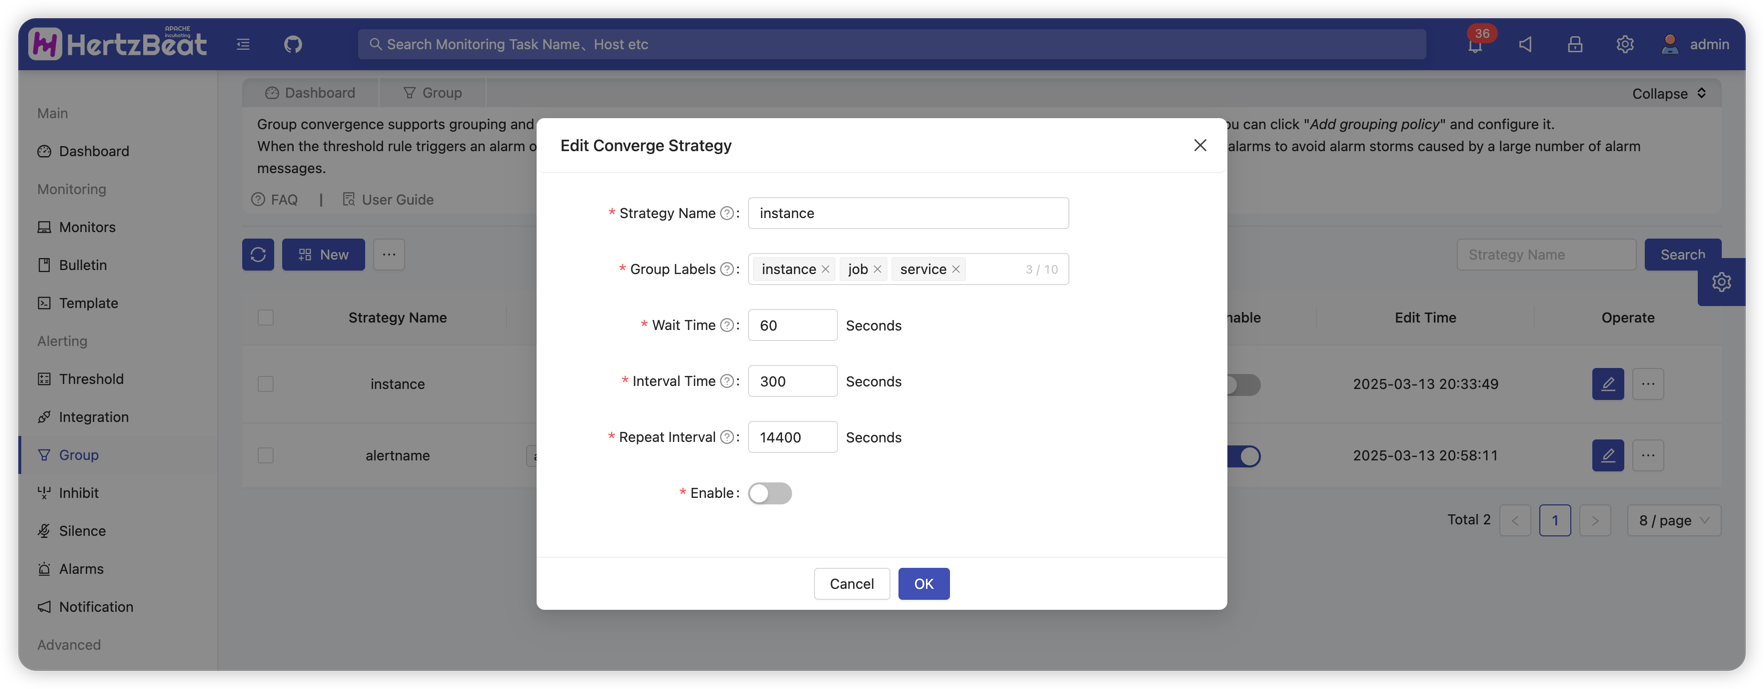 APACHE
incubating
HertzBeat
Search Monitoring Task Name、Host etc
36
admin
Main
Dashboard
Monitoring
Monitors
Bulletin
Template
Alerting
Threshold
Integration
Group
Inhibit
Silence
Alarms
Notification
Advanced
Dashboard
Group
Collapse
Group convergence supports grouping and
ou can click "Add grouping policy" and configure it.
When the threshold rule triggers an alarm o
alarms to avoid alarm storms caused by a large number of alarm
messages.
FAQ | User Guide
New
...
Strategy Name
Search
Strategy Name
nable
Edit Time
Operate
instance
2025-03-13 20:33:49
...
alertname
a
2025-03-13 20:58:11
...
Total 2
<
1
>
8 / page
Edit Converge Strategy
* Strategy Name ? :
instance
* Group Labels ? :
instance × job × service ×
3 / 10
* Wait Time ? :
60
Seconds
* Interval Time ? :
300
Seconds
* Repeat Interval ? :
14400
Seconds
* Enable :
Cancel
OK